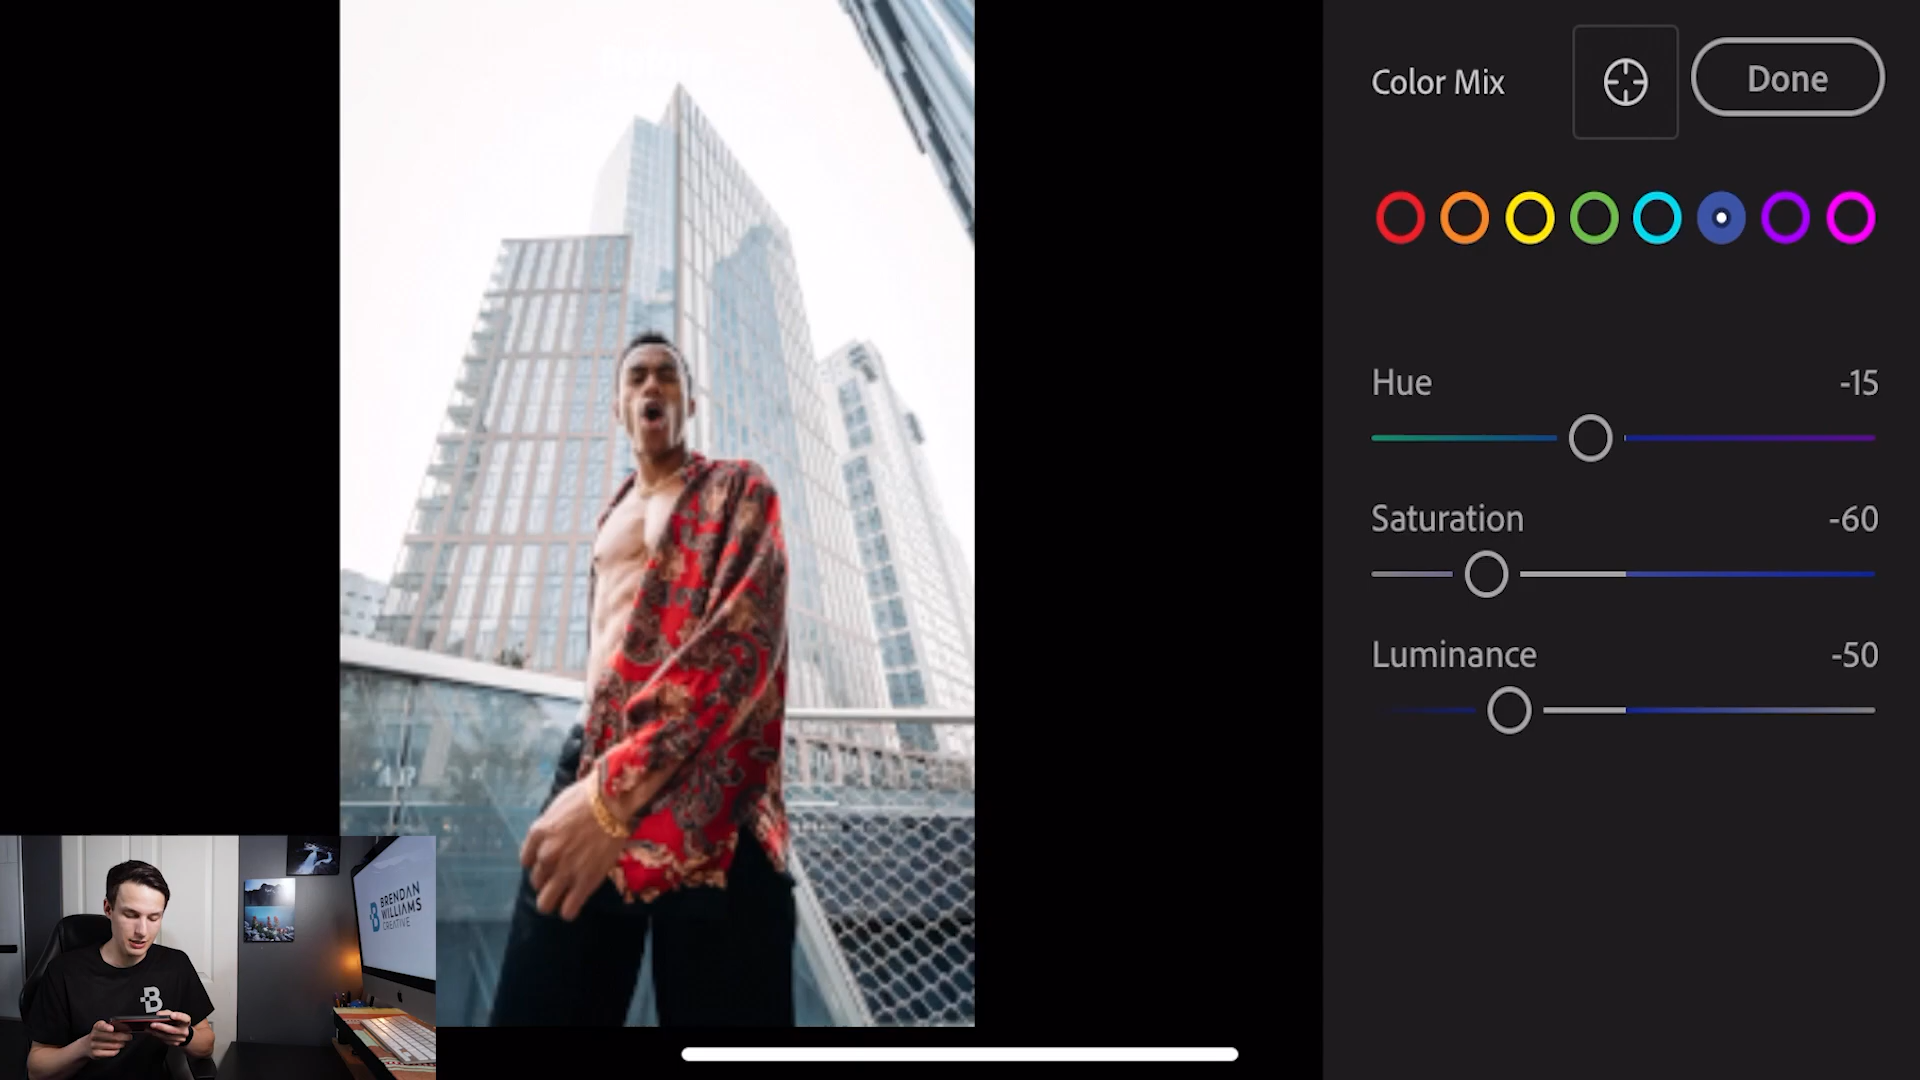 Color Mix
Done
Hue -15
Saturation -60
Luminance -50
BRENDAN
WILLIAMS
CREATIVE
B